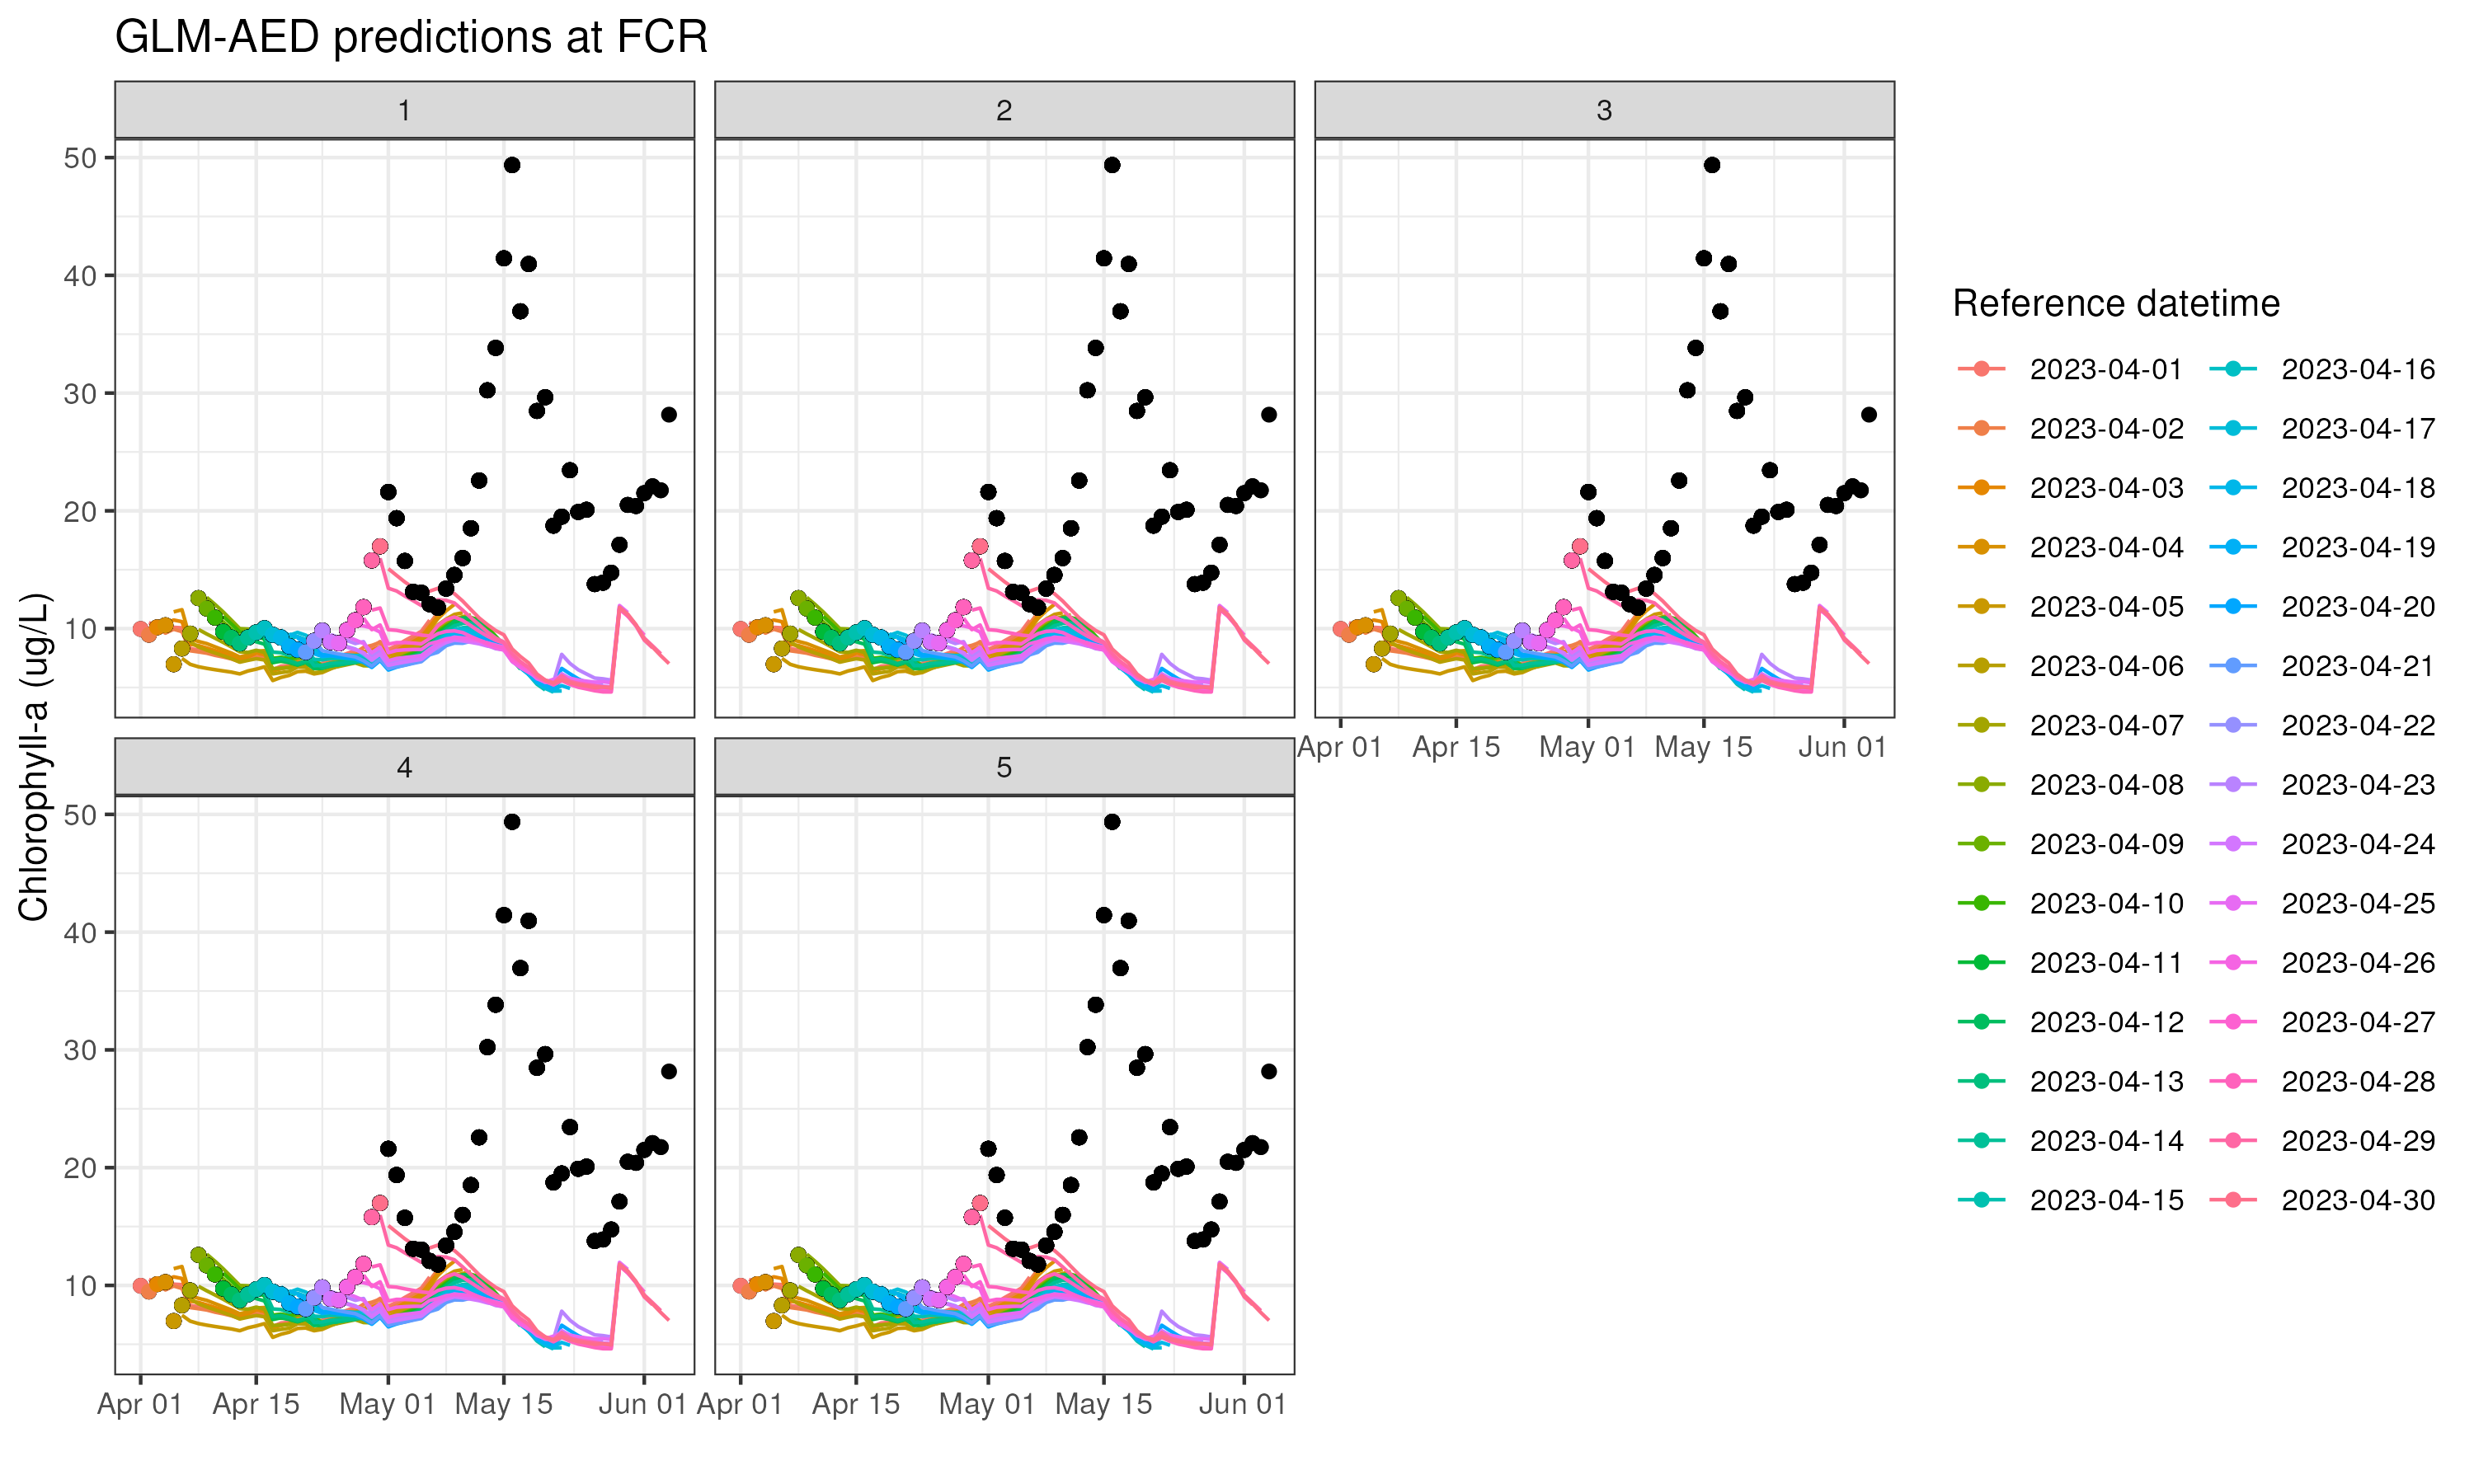 GLM-AED predictions at FCR
1
2
3
50
40
30
20
10
Apr 01
Apr 15
May 01
May 15
Jun 01
4
5
50
40
30
20
10
Apr 01
Apr 15
May 01
May 15
Jun 01
Apr 01
Apr 15
May 01
May 15
Jun 01
Chlorophyll-a (ug/L)
Reference datetime
2023-04-01
2023-04-02
2023-04-03
2023-04-04
2023-04-05
2023-04-06
2023-04-07
2023-04-08
2023-04-09
2023-04-10
2023-04-11
2023-04-12
2023-04-13
2023-04-14
2023-04-15
2023-04-16
2023-04-17
2023-04-18
2023-04-19
2023-04-20
2023-04-21
2023-04-22
2023-04-23
2023-04-24
2023-04-25
2023-04-26
2023-04-27
2023-04-28
2023-04-29
2023-04-30